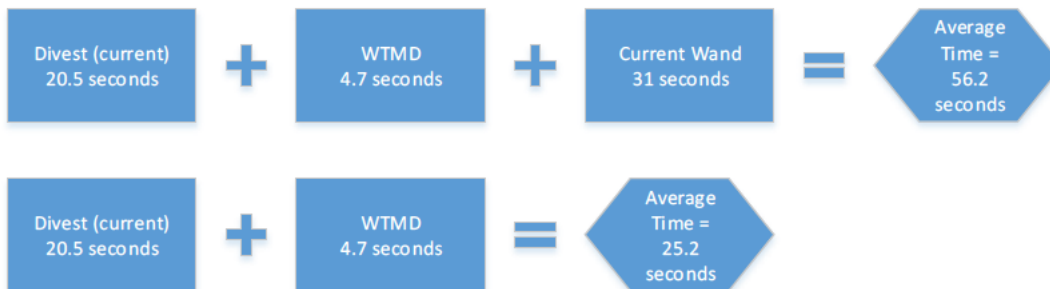 Divest (current)
20.5 seconds
+
WTMD
4.7 seconds
+
Current Wand
31 seconds
=
Average
Time =
56.2
seconds
Divest (current)
20.5 seconds
+
WTMD
4.7 seconds
=
Average
Time =
25.2
seconds